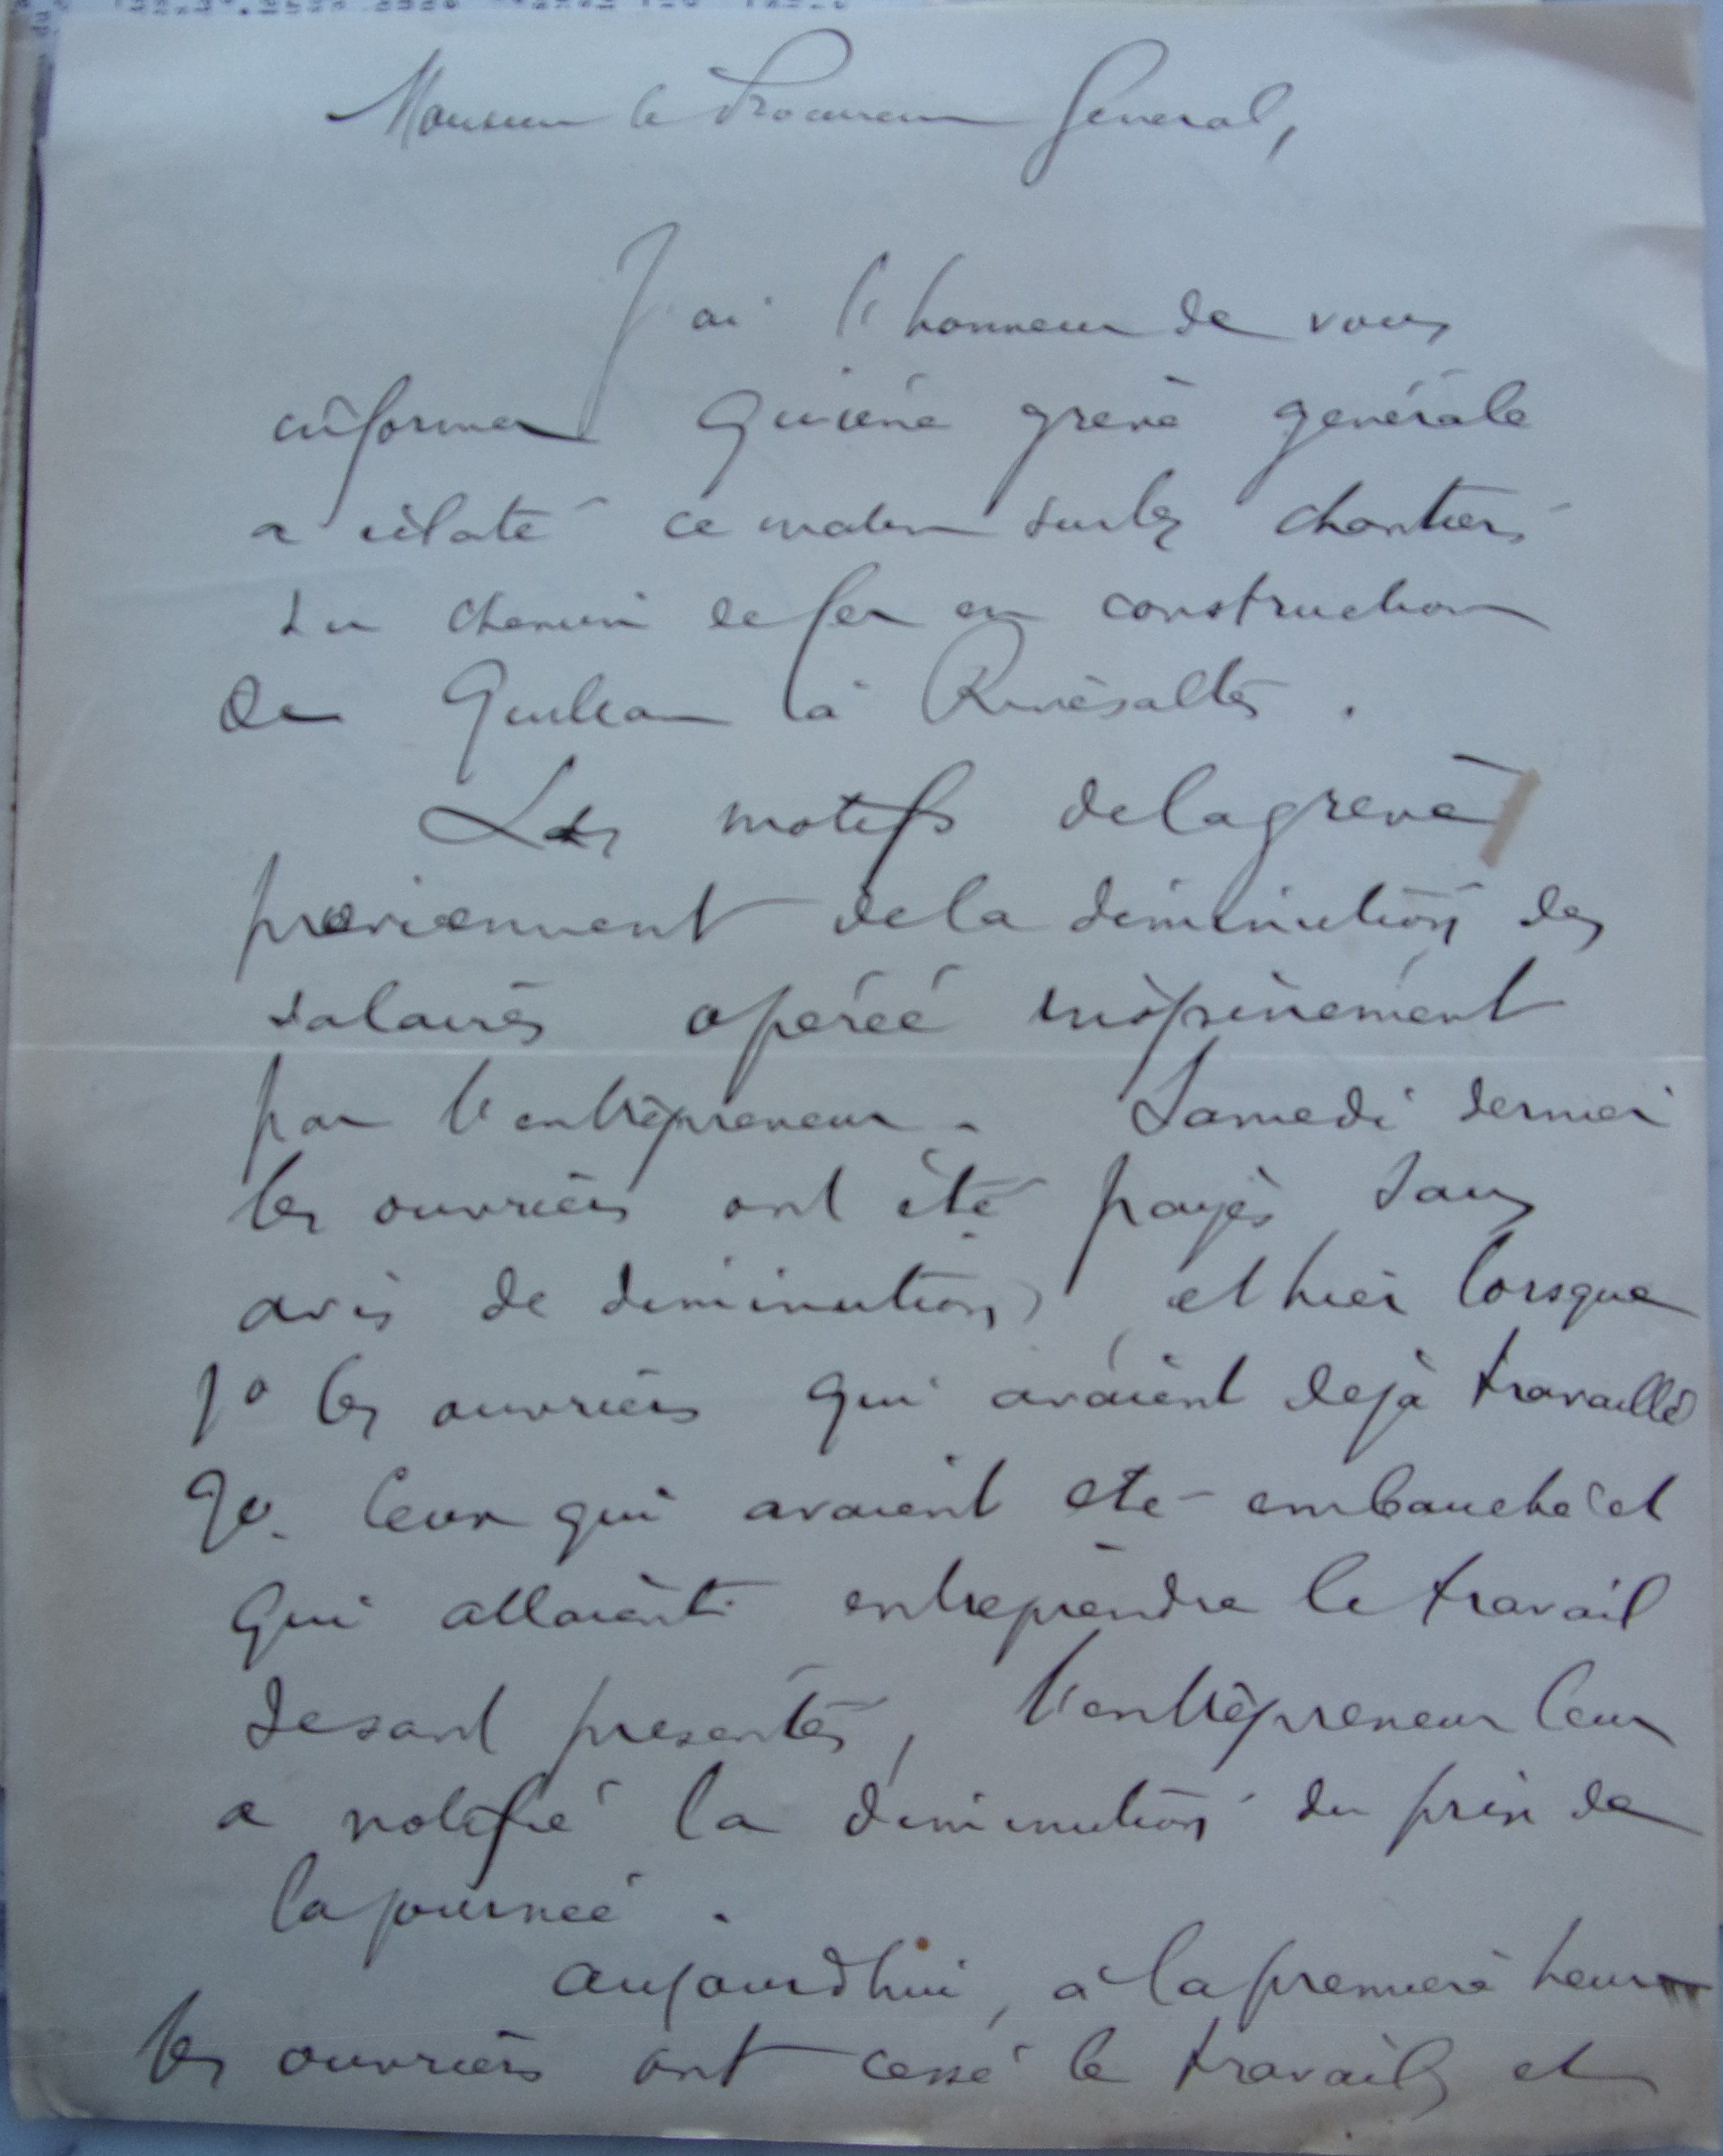 Monsieur le Procureur Général,
J'ai l'honneur de vous
informer qu'une grève générale
a éclaté ce matin sur les chantiers
du chemin de fer en construction
de Quillan à Rivesaltes.
Les motifs de la grève
proviennent de la diminution des
salaires opérée inopinément
par l'entrepreneur. Samedi dernier
les ouvriers ont été payés sans
avis de diminution, et hier lorsque
1º les ouvriers qui avaient déjà travaillé
2º. Ceux qui avaient été embauché et
qui allaient entreprendre le travail
se sont présentés, l'entrepreneur leur
a notifié la diminution du prix de
la journée.
Aujourd'hui, à la première heure
les ouvriers ont cessé le travail, et